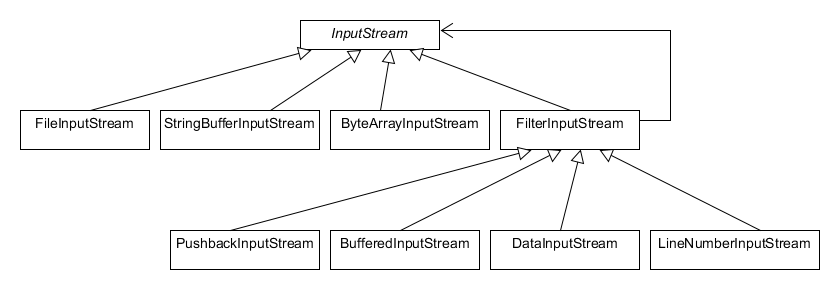 InputStream
FileInputStream
StringBufferInputStream
ByteArrayInputStream
FilterInputStream
PushbackInputStream
BufferedInputStream
DataInputStream
LineNumberInputStream